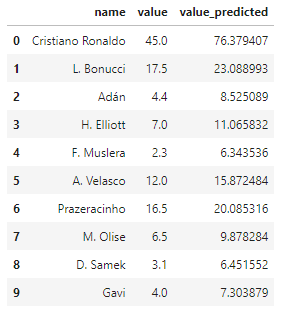 name value value_predicted
0 Cristiano Ronaldo 45.0 76.379407
1 L. Bonucci 17.5 23.088993
2 Adán 4.4 8.525089
3 H. Elliott 7.0 11.065832
4 F. Muslera 2.3 6.343536
5 A. Velasco 12.0 15.872484
6 Prazeracinho 16.5 20.085316
7 M. Olise 6.5 9.878284
8 D. Samek 3.1 6.451552
9 Gavi 4.0 7.303879